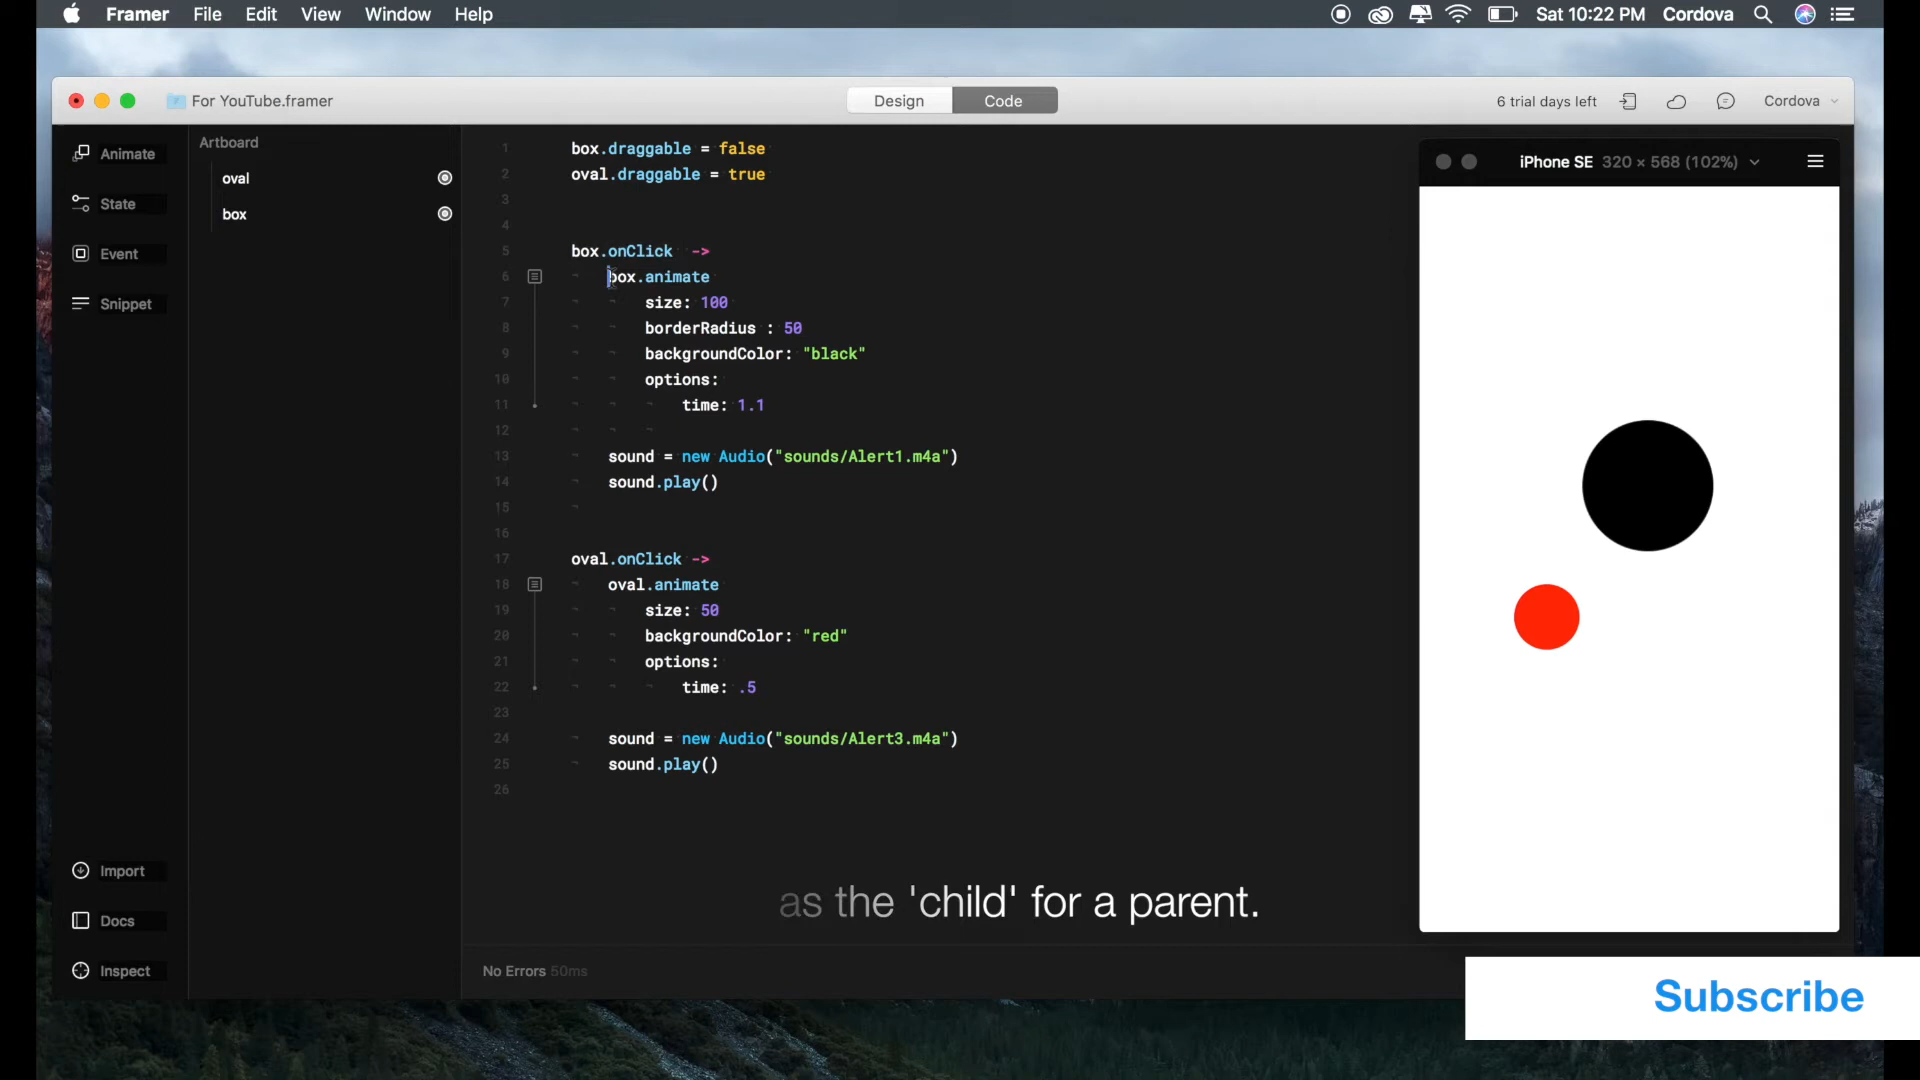 Framer File Edit View Window Help
Sat 10:22 PM Cordova
For YouTube.framer
Design Code
6 trial days left
Cordova
Animate
State
Event
Snippet
Import
Docs
Inspect
Artboard
oval
box
1 box.draggable = false
2 oval.draggable = true
3
4
5 box.onClick ->
6 box.animate
7 size: 100
8 borderRadius : 50
9 backgroundColor: "black"
10 options:
11 time: 1.1
12
13 sound = new Audio("sounds/Alert1.m4a")
14 sound.play()
15
16
17 oval.onClick ->
18 oval.animate
19 size: 50
20 backgroundColor: "red"
21 options:
22 time: .5
23
24 sound = new Audio("sounds/Alert3.m4a")
25 sound.play()
26
iPhone SE 320 × 568 (102%)
as the 'child' for a parent.
No Errors 50ms
Subscribe